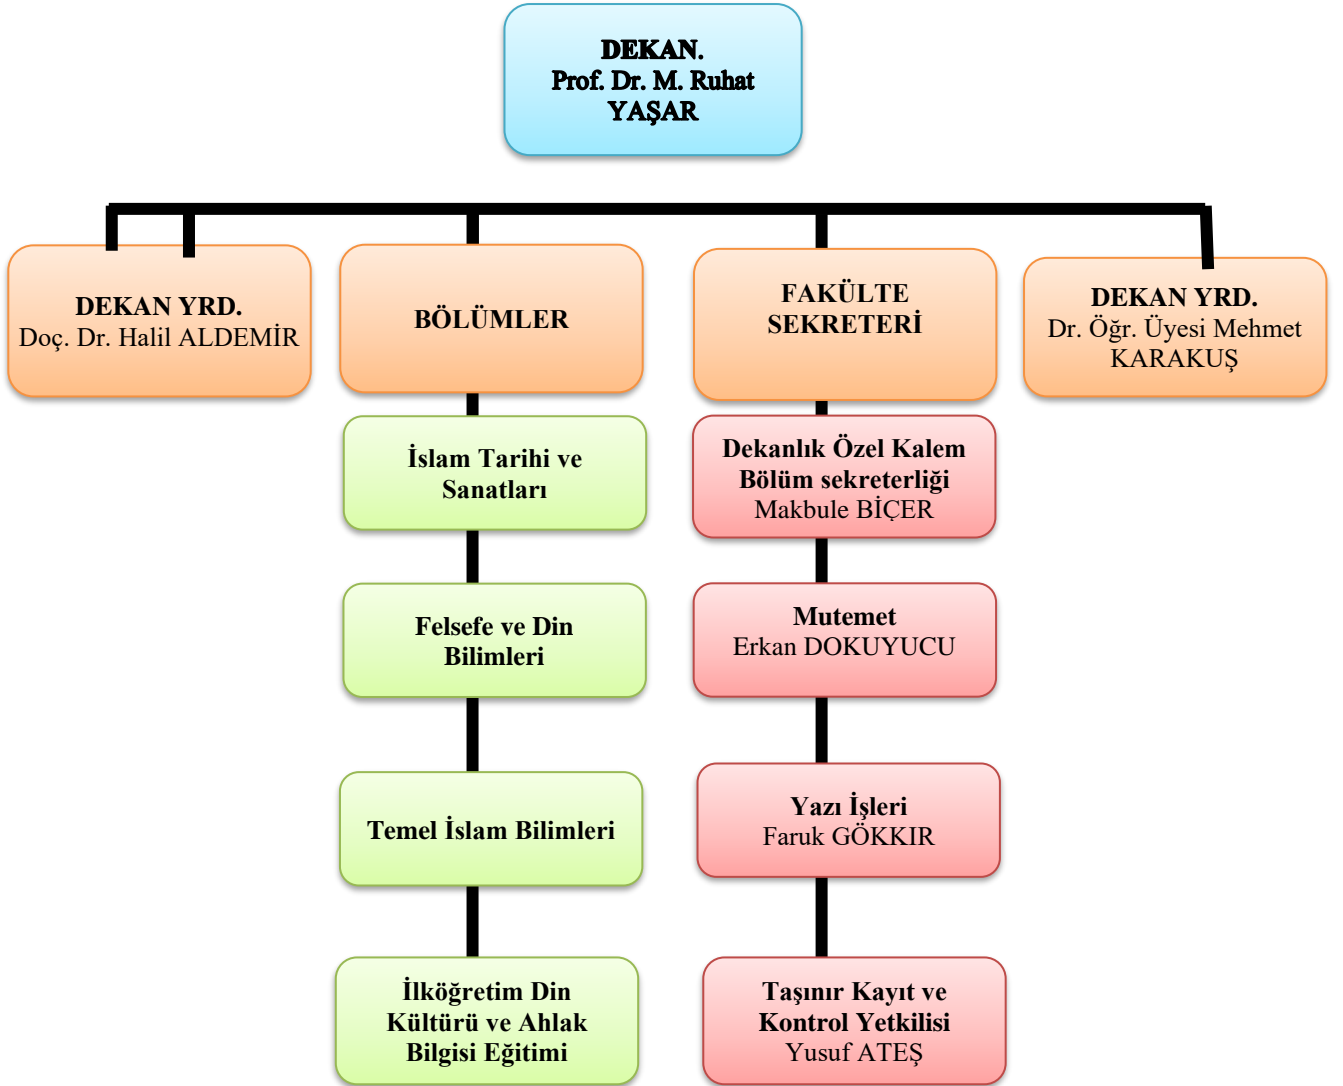 DEKAN.
Prof. Dr. M. Ruhat
YAŞAR
DEKAN YRD.
Doç. Dr. Halil ALDEMİR
BÖLÜMLER
FAKÜLTE
SEKRETERİ
DEKAN YRD.
Dr. Öğr. Üyesi Mehmet
KARAKUŞ
İslam Tarihi ve
Sanatları
Dekanlık Özel Kalem
Bölüm sekreterliği
Makbule BİÇER
Felsefe ve Din
Bilimleri
Mutemet
Erkan DOKUYUCU
Temel İslam Bilimleri
Yazı İşleri
Faruk GÖKKIR
İlköğretim Din
Kültürü ve Ahlak
Bilgisi Eğitimi
Taşınır Kayıt ve
Kontrol Yetkilisi
Yusuf ATEŞ